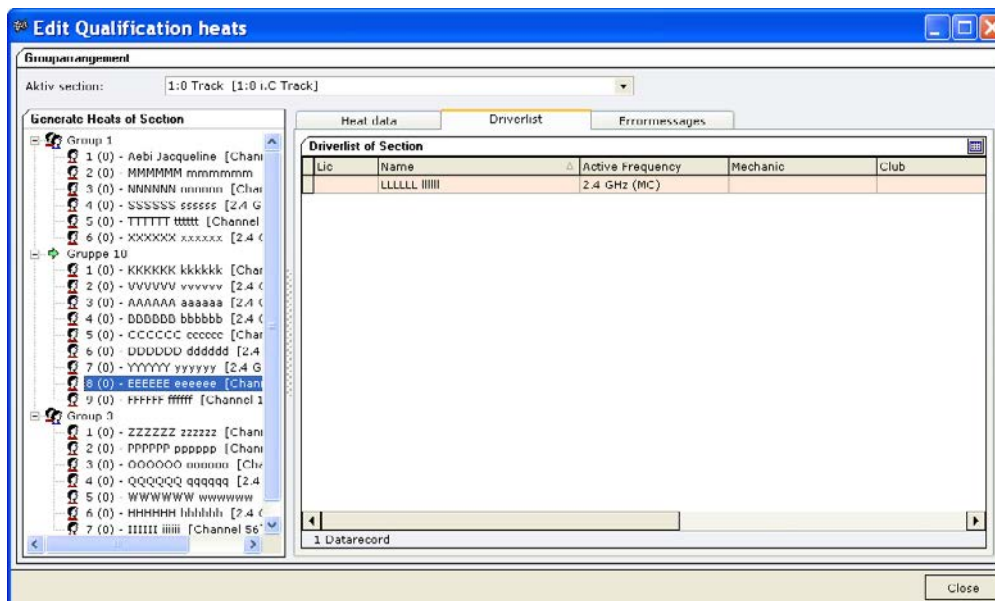 Edit Qualification heats
Grouparrangement
Aktiv section: 1:8 Track [1:8 I.C Track]
Generate Heats of Section
Group 1
1 (0) - Aebi Jacqueline [Chan
2 (0) - MMMMMM mmmmmm
3 (0) - NNNNNN nnnnnn [Chan
4 (0) - SSSSSS ssssss [2.4 G
5 (0) - TTTTTT tttttt [Channel
6 (0) - XXXXXX xxxxxx [2.4 G
Gruppe 10
1 (0) - KKKKKK kkkkkk [Chan
2 (0) - VVVVVV vvvvvv [2.4 G
3 (0) - AAAAAA aaaaaa [2.4 G
4 (0) - BBBBBB bbbbbb [2.4 G
5 (0) - CCCCCC cccccc [Chan
6 (0) - DDDDDD dddddd [2.4
7 (0) - YYYYYY yyyyyy [2.4 G
8 (0) - EEEEEE eeeeee [Chan
9 (0) - FFFFFF ffffff [Channel 1
Group 3
1 (0) - ZZZZZZ zzzzzz [Chan
2 (0) - PPPPPP pppppp [Chan
3 (0) - OOOOOO oooooo [Cha
4 (0) - QQQQQQ qqqqqq [2.4
5 (0) - WWWWWW wwwwww
6 (0) - HHHHHH hhhhhh [2.4 G
7 (0) - IIIIII iiiiii [Channel 56
Heat data Driverlist Errormessages
Driverlist of Section
Lic Name Active Frequency Mechanic Club
LLLLLL llllll 2.4 GHz (MC)
1 Datarecord
Close